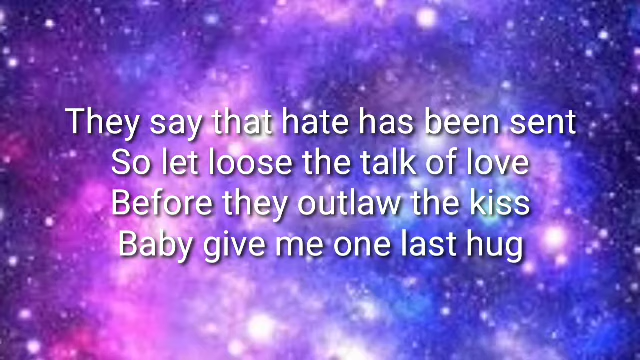 They say that hate has been sent
So let loose the talk of love
Before they outlaw the kiss
Baby give me one last hug